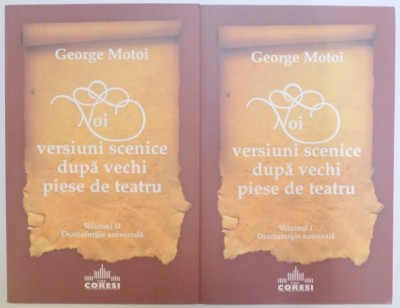 George Motoi
Noi
versiuni scenice
după vechi
piese de teatru
Volumul II
Dramaturgie universală
CORESI
George Motoi
Noi
versiuni scenice
după vechi
piese de teatru
Volumul I
Dramaturgie națională
CORESI